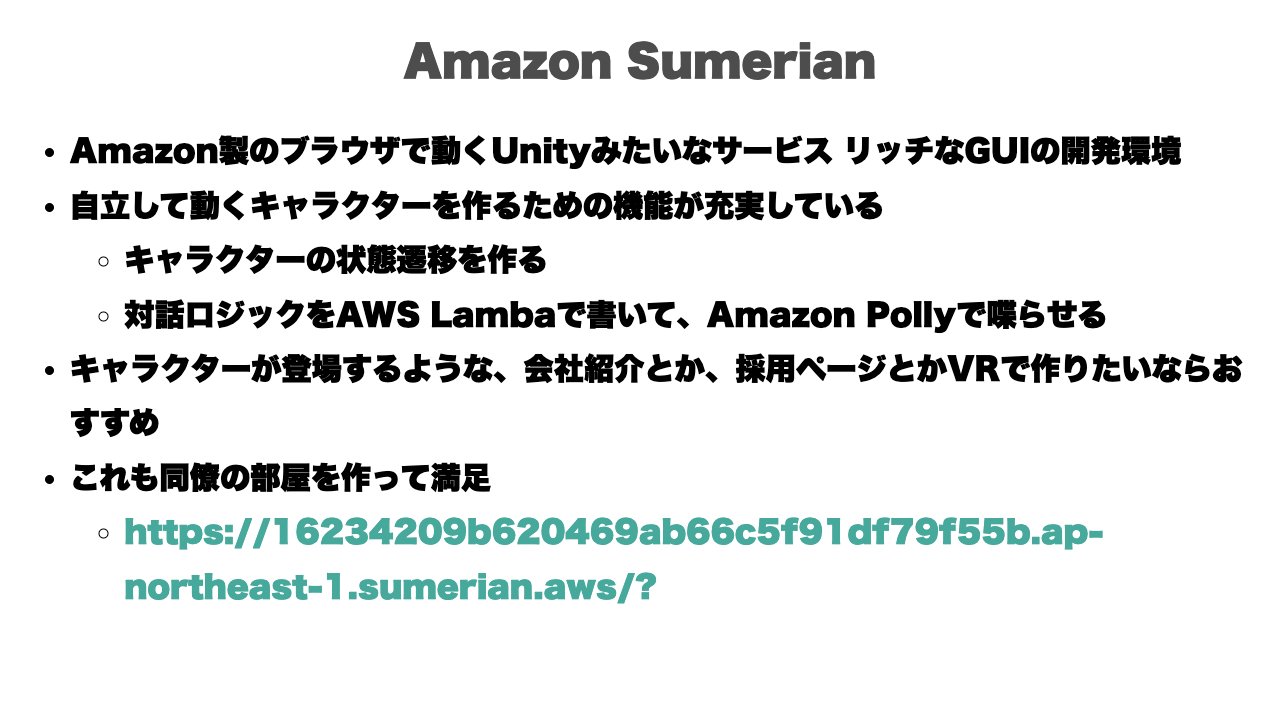 Amazon Sumerian
• Amazon製のブラウザで動くUnityみたいなサービス リッチなGUIの開発環境
• 自立して動くキャラクターを作るための機能が充実している
○ キャラクターの状態遷移を作る
○ 対話ロジックをAWS Lambaで書いて、Amazon Pollyで喋らせる
• キャラクターが登場するような、会社紹介とか、採用ページとかVRで作りたいならお
すすめ
• これも同僚の部屋を作って満足
○ https://16234209b620469ab66c5f91df79f55b.ap-
northeast-1.sumerian.aws/?